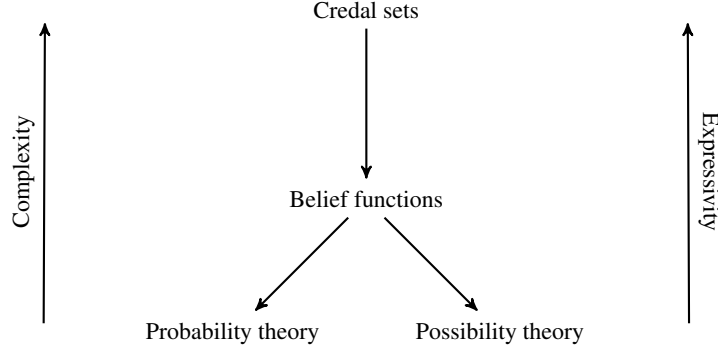 Credal sets
Complexity
Expressivity
Belief functions
Probability theory
Possibility theory